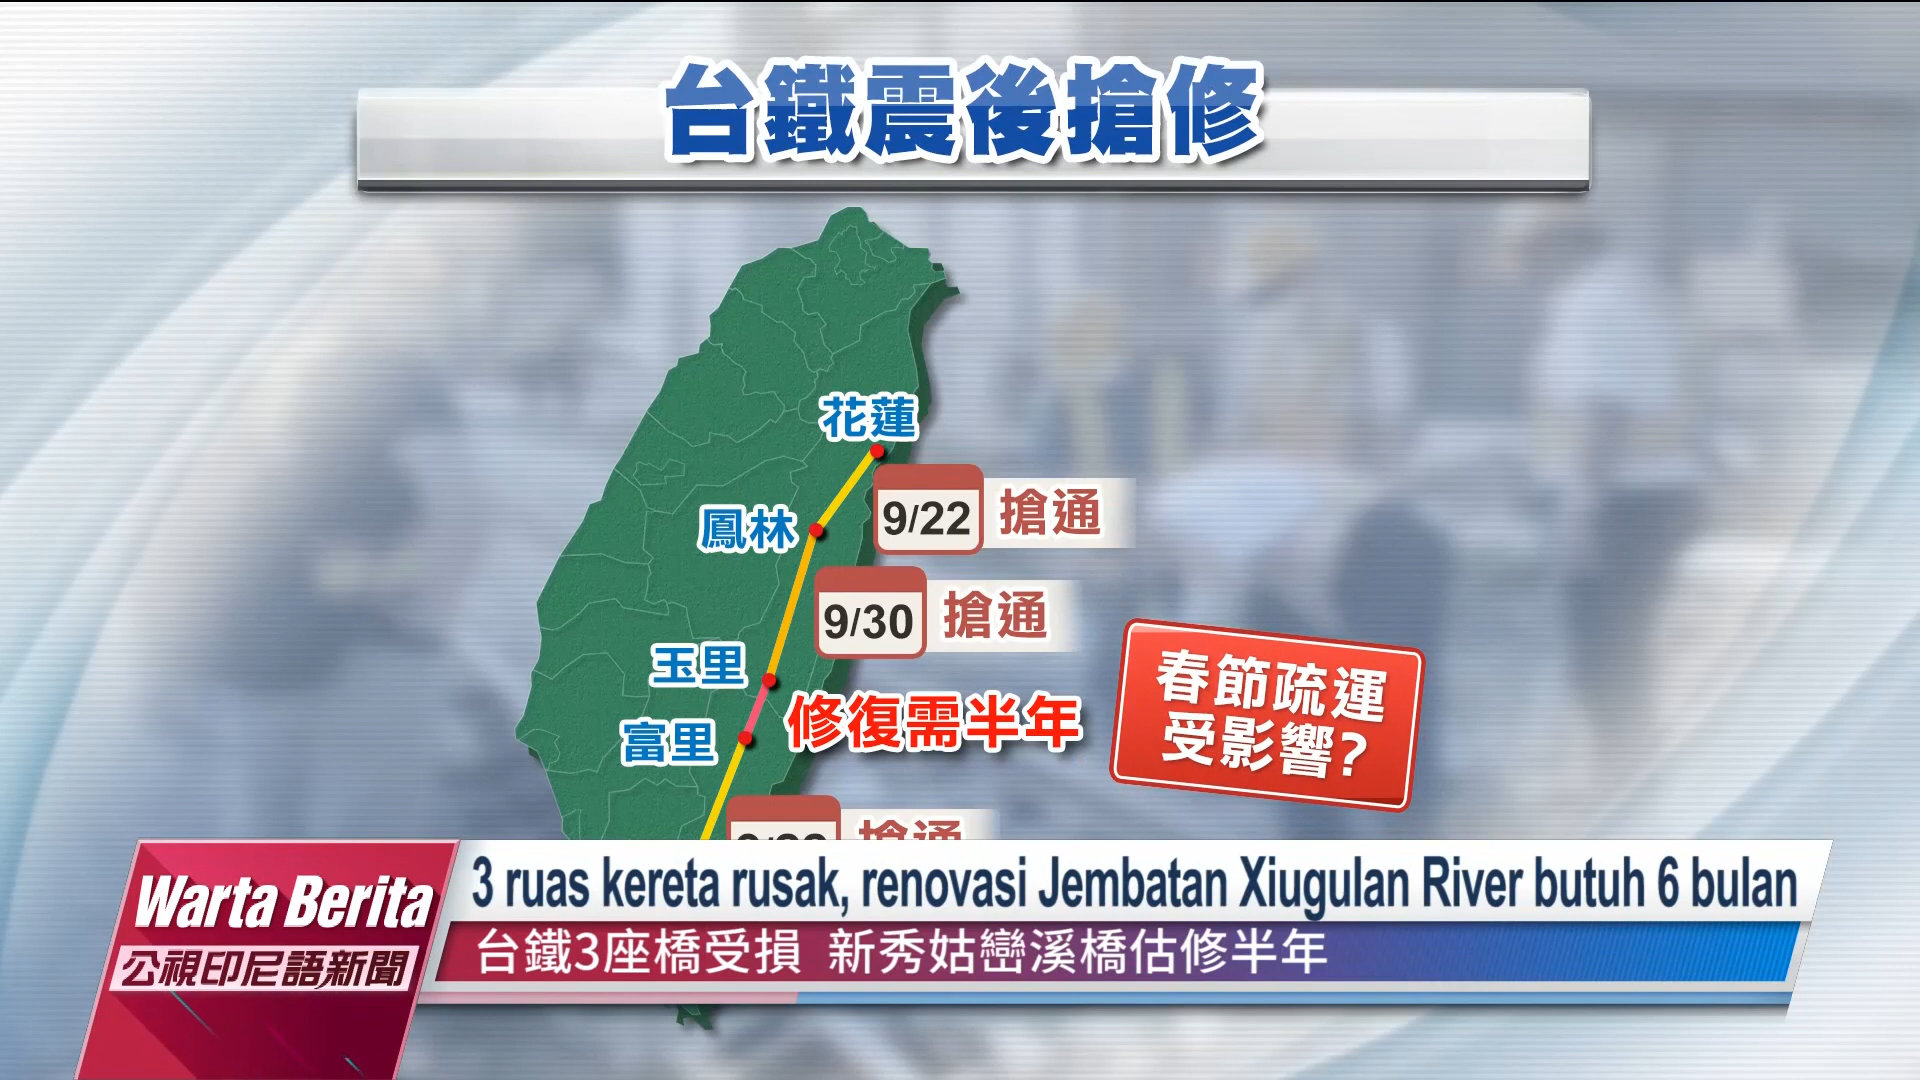 台鐵震後搶修
花蓮
9/22 搶通
鳳林
9/30 搶通
玉里
修復需半年
富里
春節疏運
受影響?
搶通
Warta Berita
公視印尼語新聞
3 ruas kereta rusak, renovasi Jembatan Xiugulan River butuh 6 bulan
台鐵3座橋受損 新秀姑巒溪橋估修半年